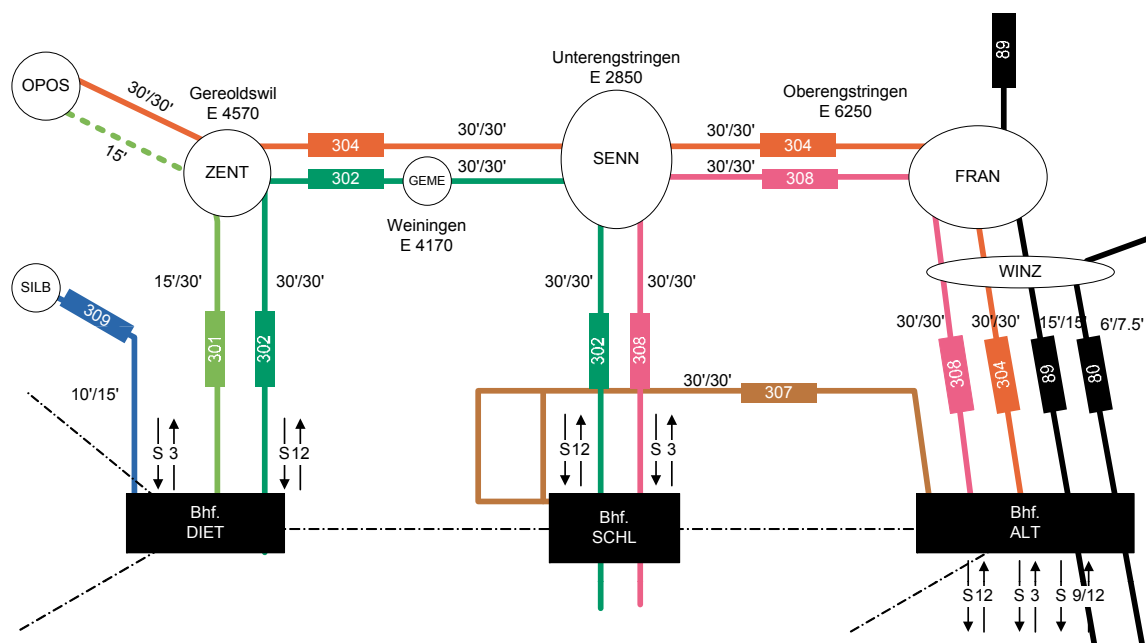 89
Unterengstringen
E 2850
OPOS
30'/30'
Gereoldswil
E 4570
Oberengstringen
E 6250
15'
ZENT
304
30'/30'
SENN
30'/30'
304
FRAN
302
GEME
30'/30'
30'/30'
308
Weiningen
E 4170
SILB
309
15'/30'
30'/30'
30'/30'
30'/30'
WINZ
301
302
302
308
30'/30'
30'/30'
15'/15'
6'/7.5'
308
304
89
80
10'/15'
30'/30'
307
S 3
S 12
S 12
S 3
Bhf.
DIET
Bhf.
SCHL
Bhf.
ALT
S 12
S 3
S 9/12